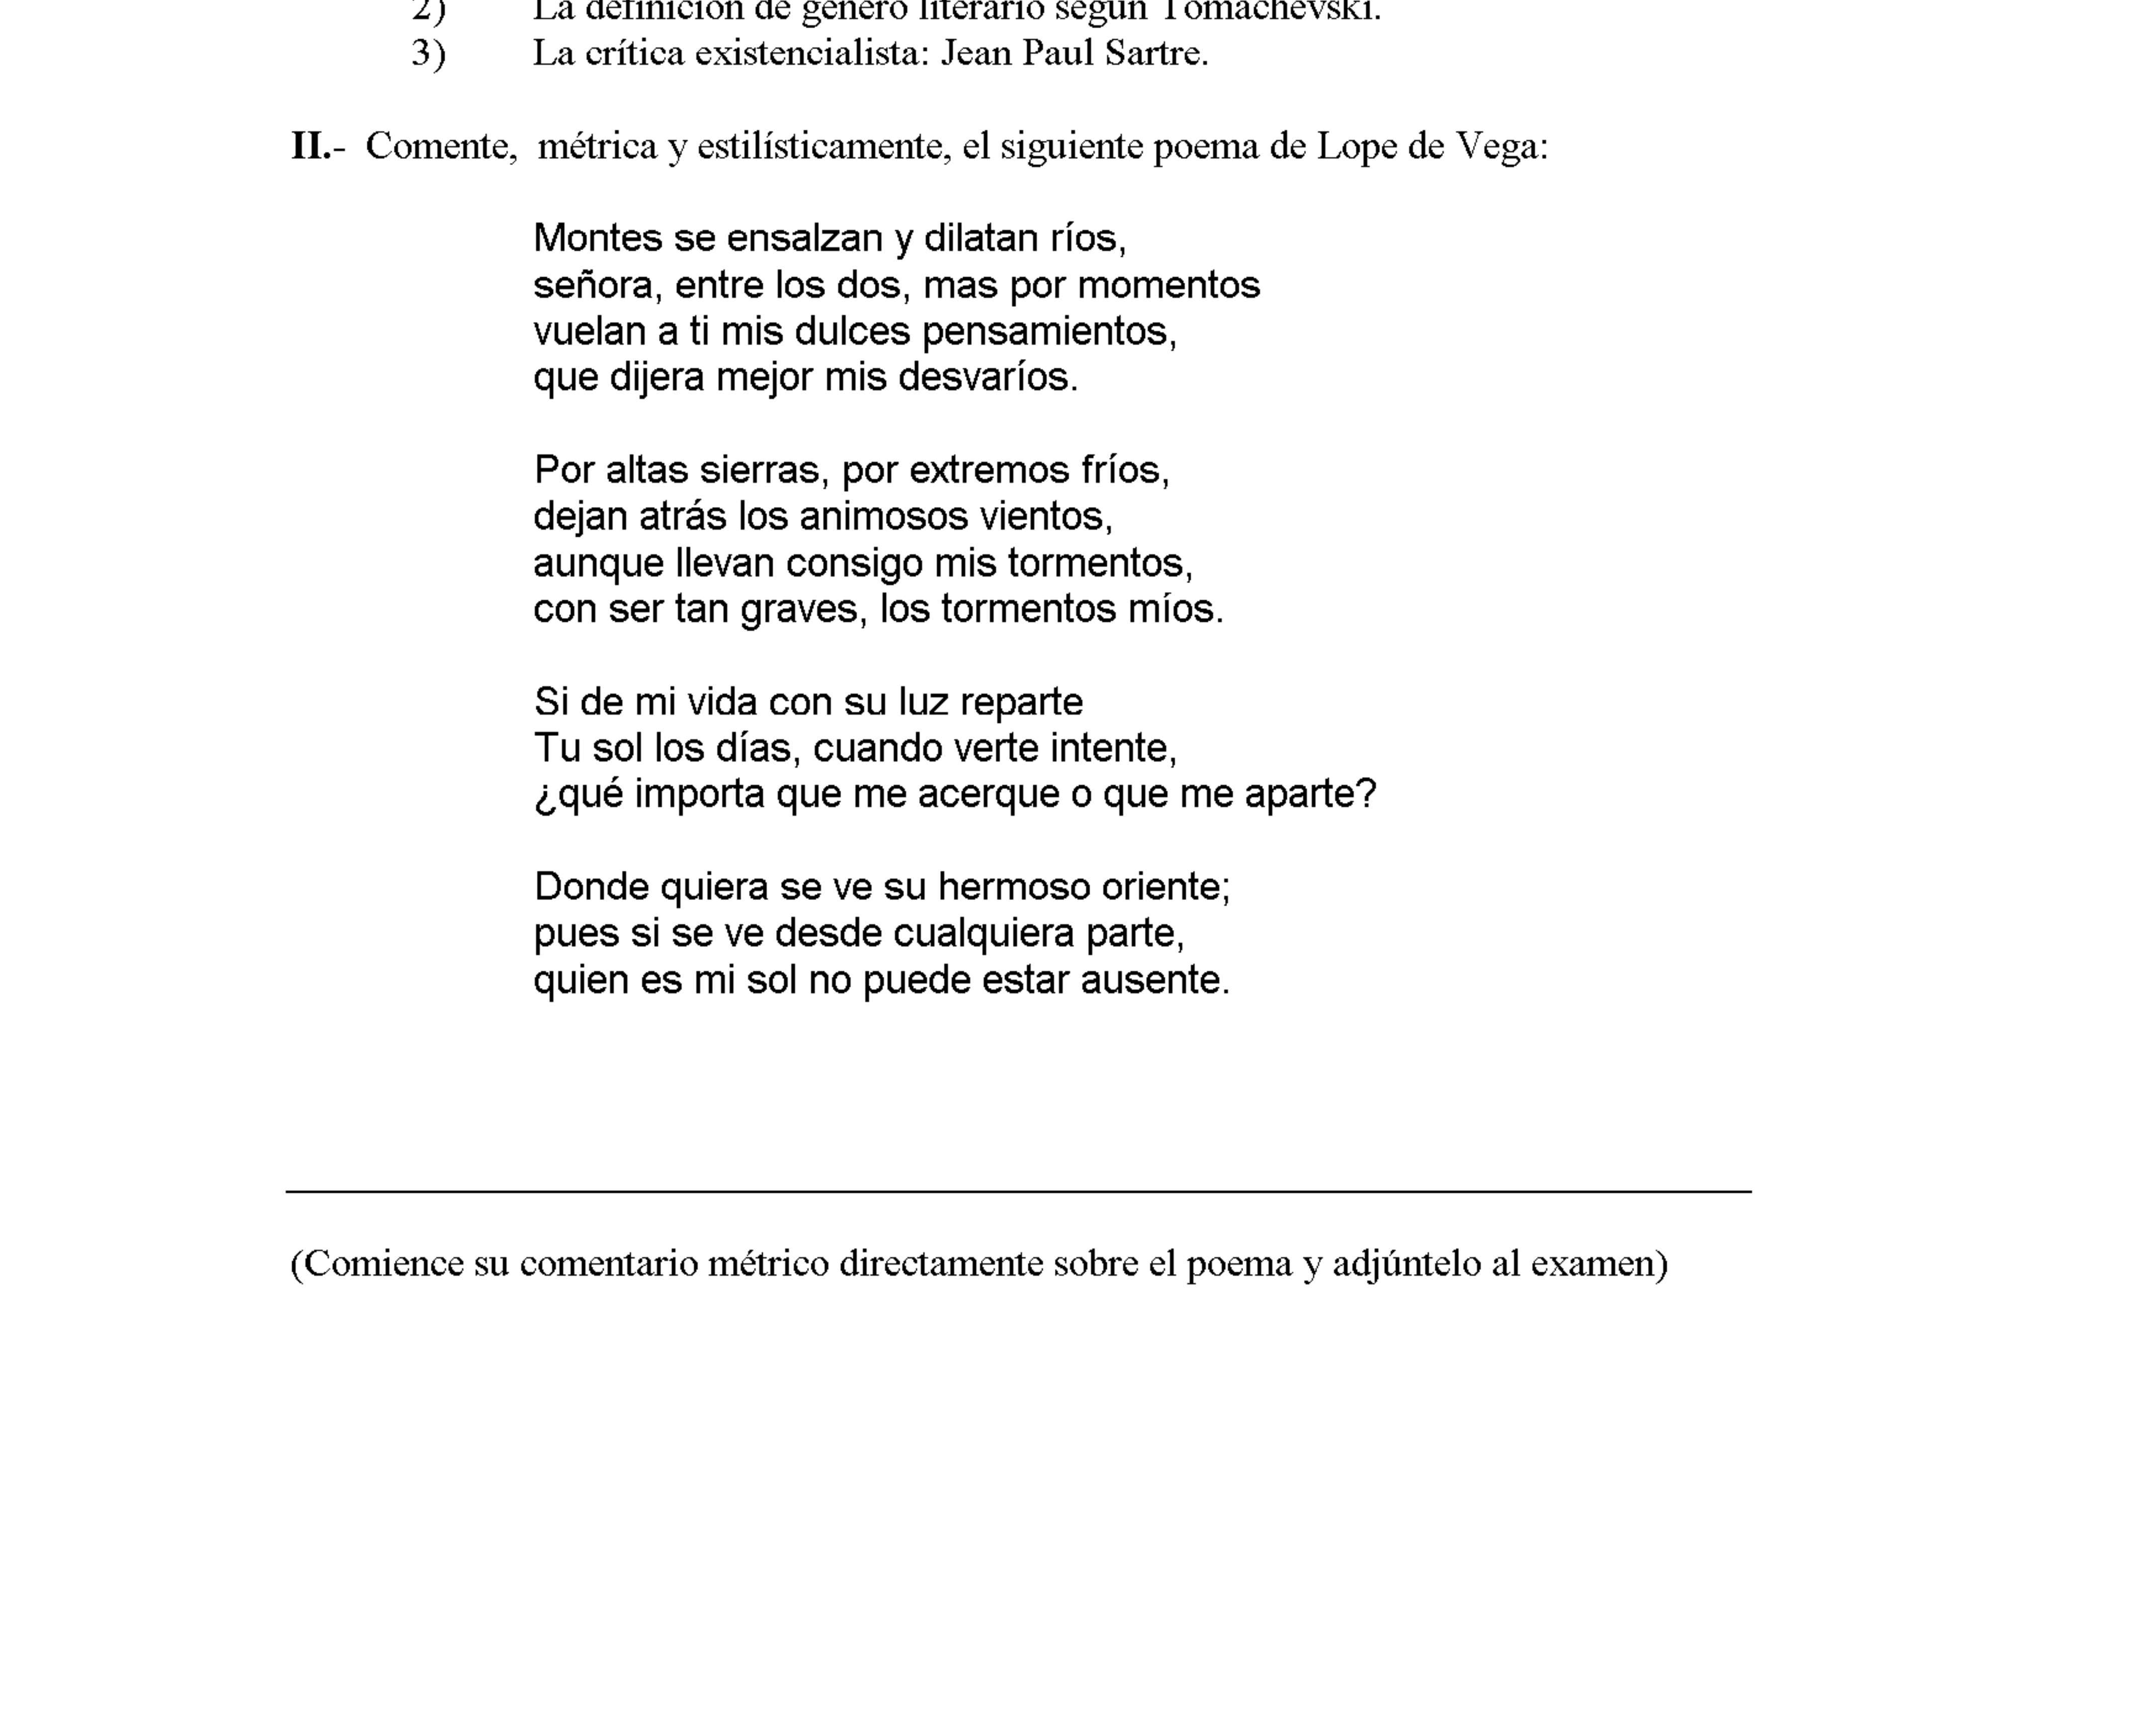 2) La definición de género literario según Tomachevski.
3) La crítica existencialista: Jean Paul Sartre.
II.- Comente, métrica y estilísticamente, el siguiente poema de Lope de Vega:
Montes se ensalzan y dilatan ríos,
señora, entre los dos, mas por momentos
vuelan a ti mis dulces pensamientos,
que dijera mejor mis desvaríos.
Por altas sierras, por extremos fríos,
dejan atrás los animosos vientos,
aunque llevan consigo mis tormentos,
con ser tan graves, los tormentos míos.
Si de mi vida con su luz reparte
Tu sol los días, cuando verte intente,
¿qué importa que me acerque o que me aparte?
Donde quiera se ve su hermoso oriente;
pues si se ve desde cualquiera parte,
quien es mi sol no puede estar ausente.
(Comience su comentario métrico directamente sobre el poema y adjúntelo al examen)